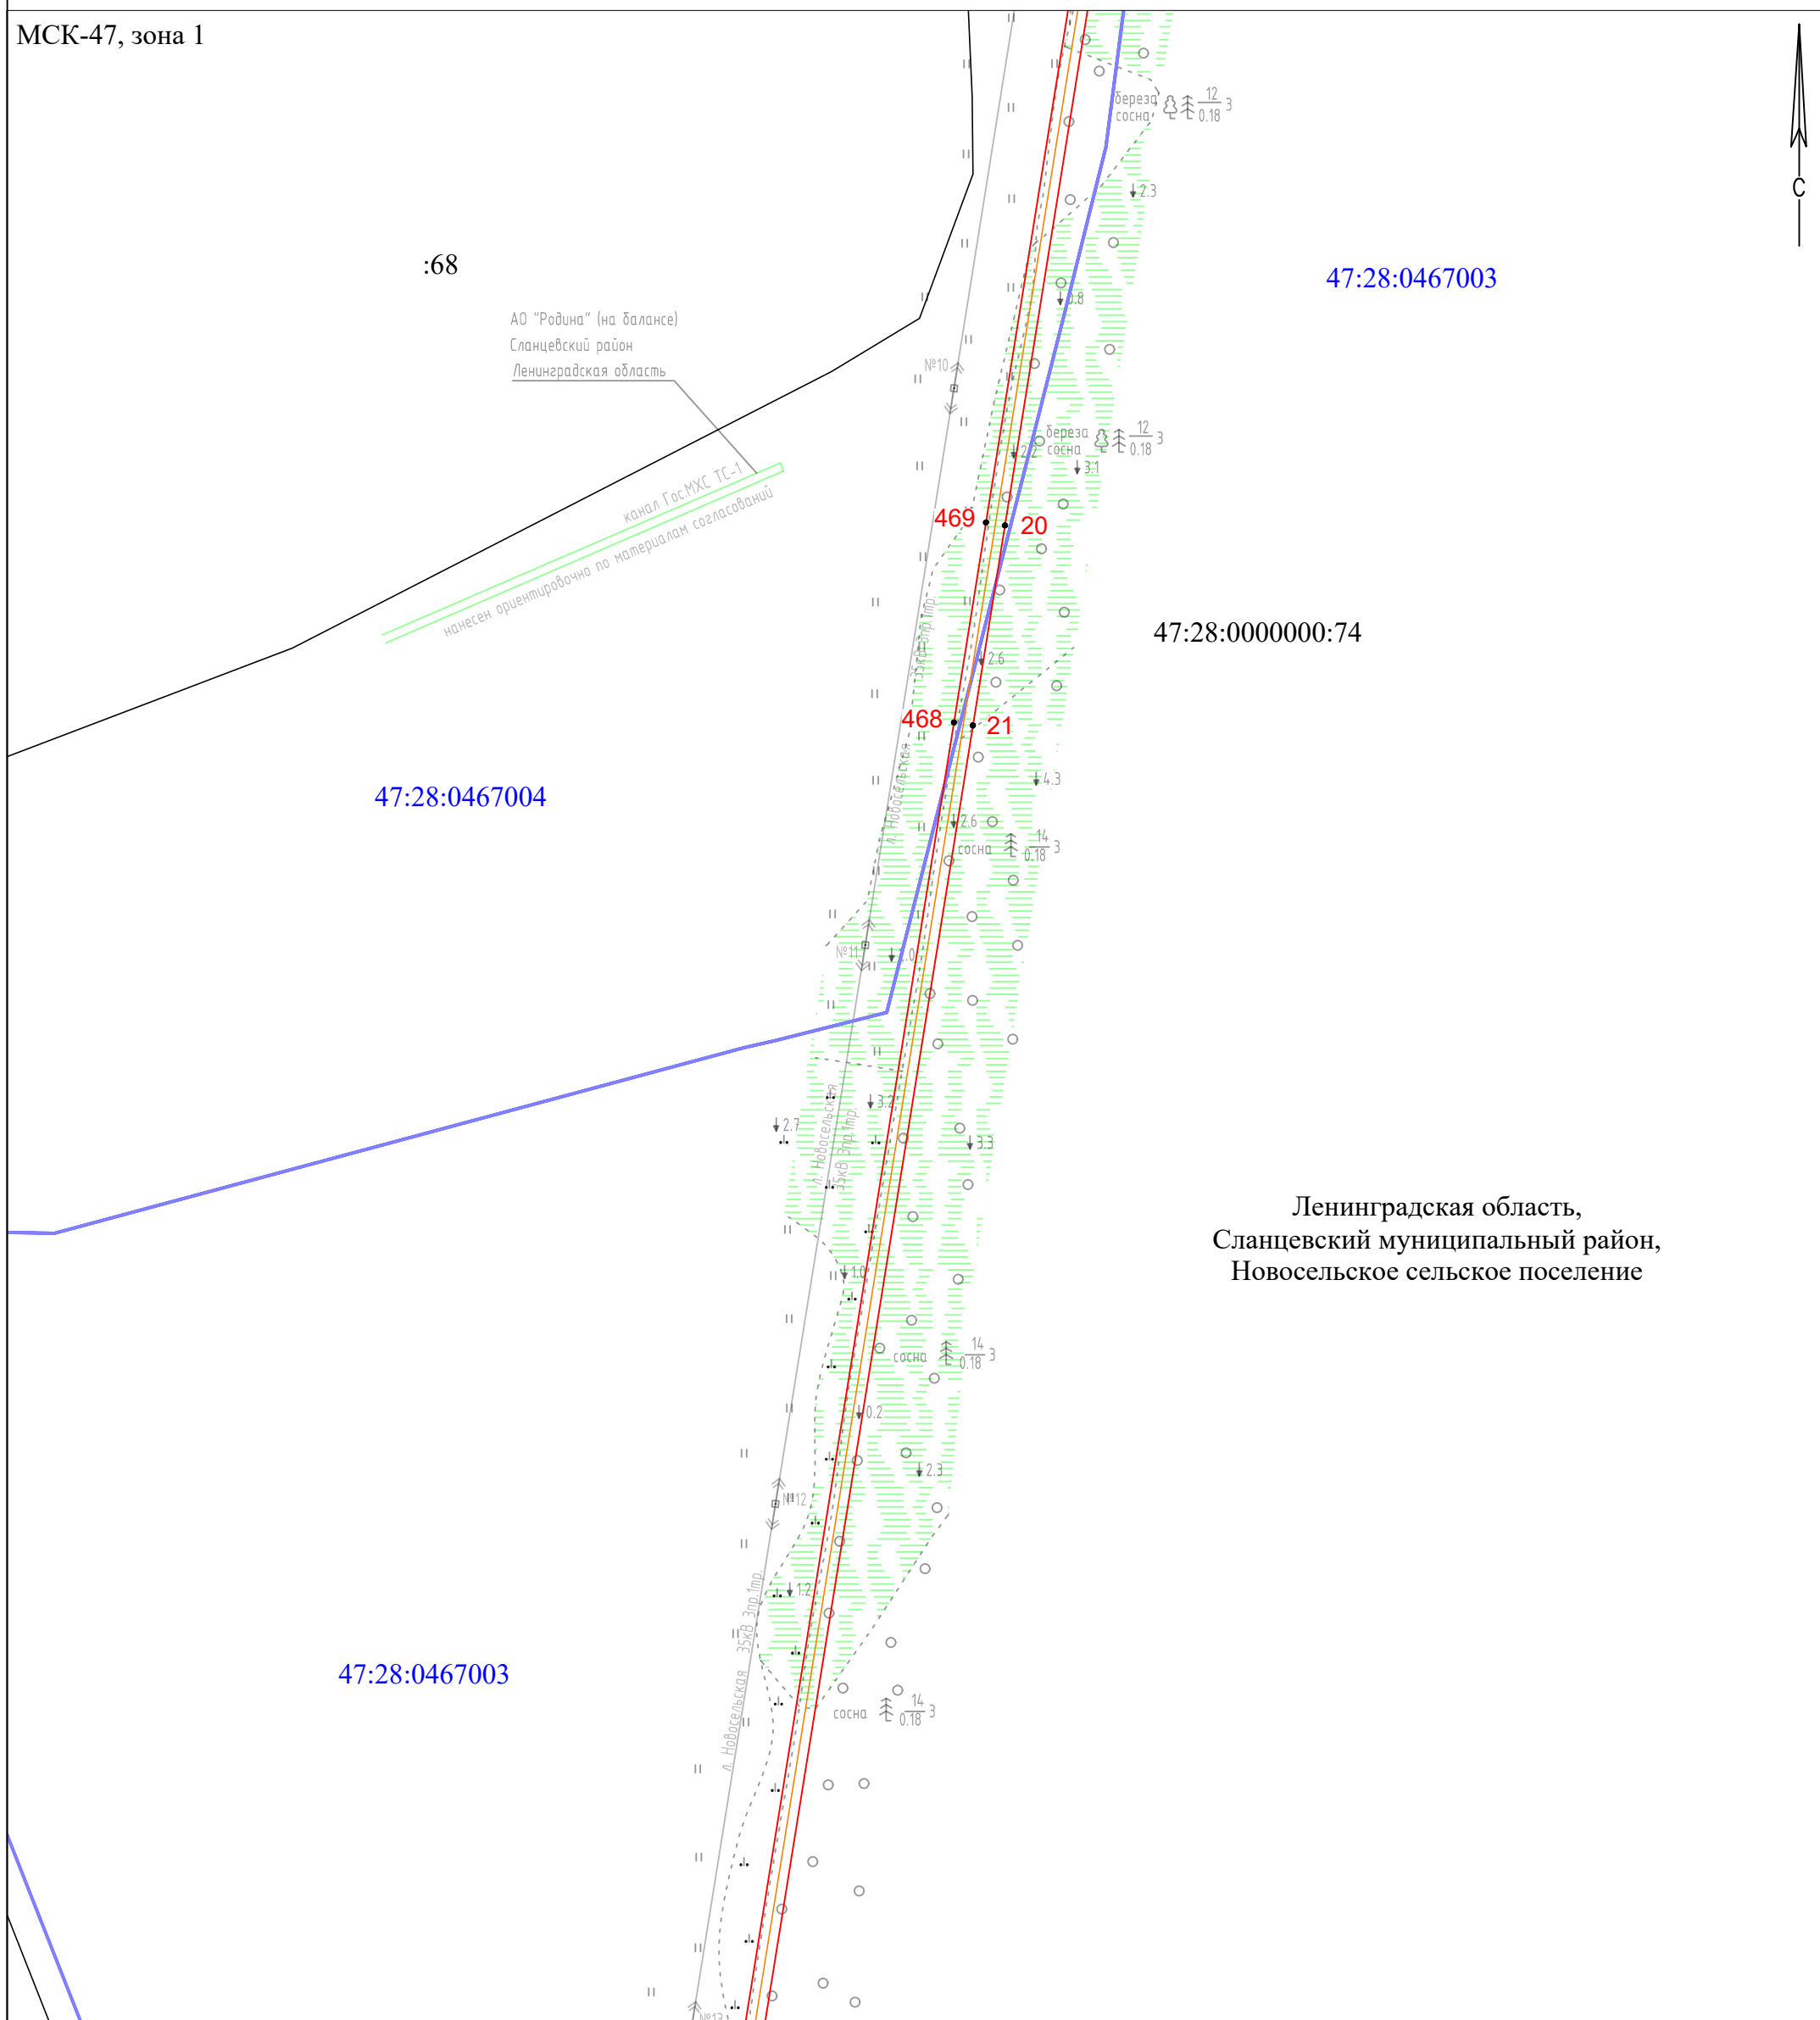 МСК-47, зона 1
С
береза
сосна
12
0.18
3
2.3
:68
47:28:0467003
0.8
АО "Родина" (на балансе)
Сланцевский район
Ленинградская область
№10
береза
сосна
12
0.18
3
2.2
3.1
канал Гос.МХС ТС-1
нанесен ориентировочно по материалам согласований
469
20
35кВ 3пр.1тр.
47:28:0000000:74
2.6
468
21
л. Новосельская
4.3
47:28:0467004
2.6
сосна
14
0.18
3
№11
1.0
л. Новосельская
35кВ 3пр.1тр.
3.2
2.7
3.3
Ленинградская область,
Сланцевский муниципальный район,
Новосельское сельское поселение
1.0
сосна
14
0.18
3
0.2
2.3
№12
1.2
л. Новосельская 35кВ 3пр.1тр.
47:28:0467003
сосна
14
0.18
3
№13